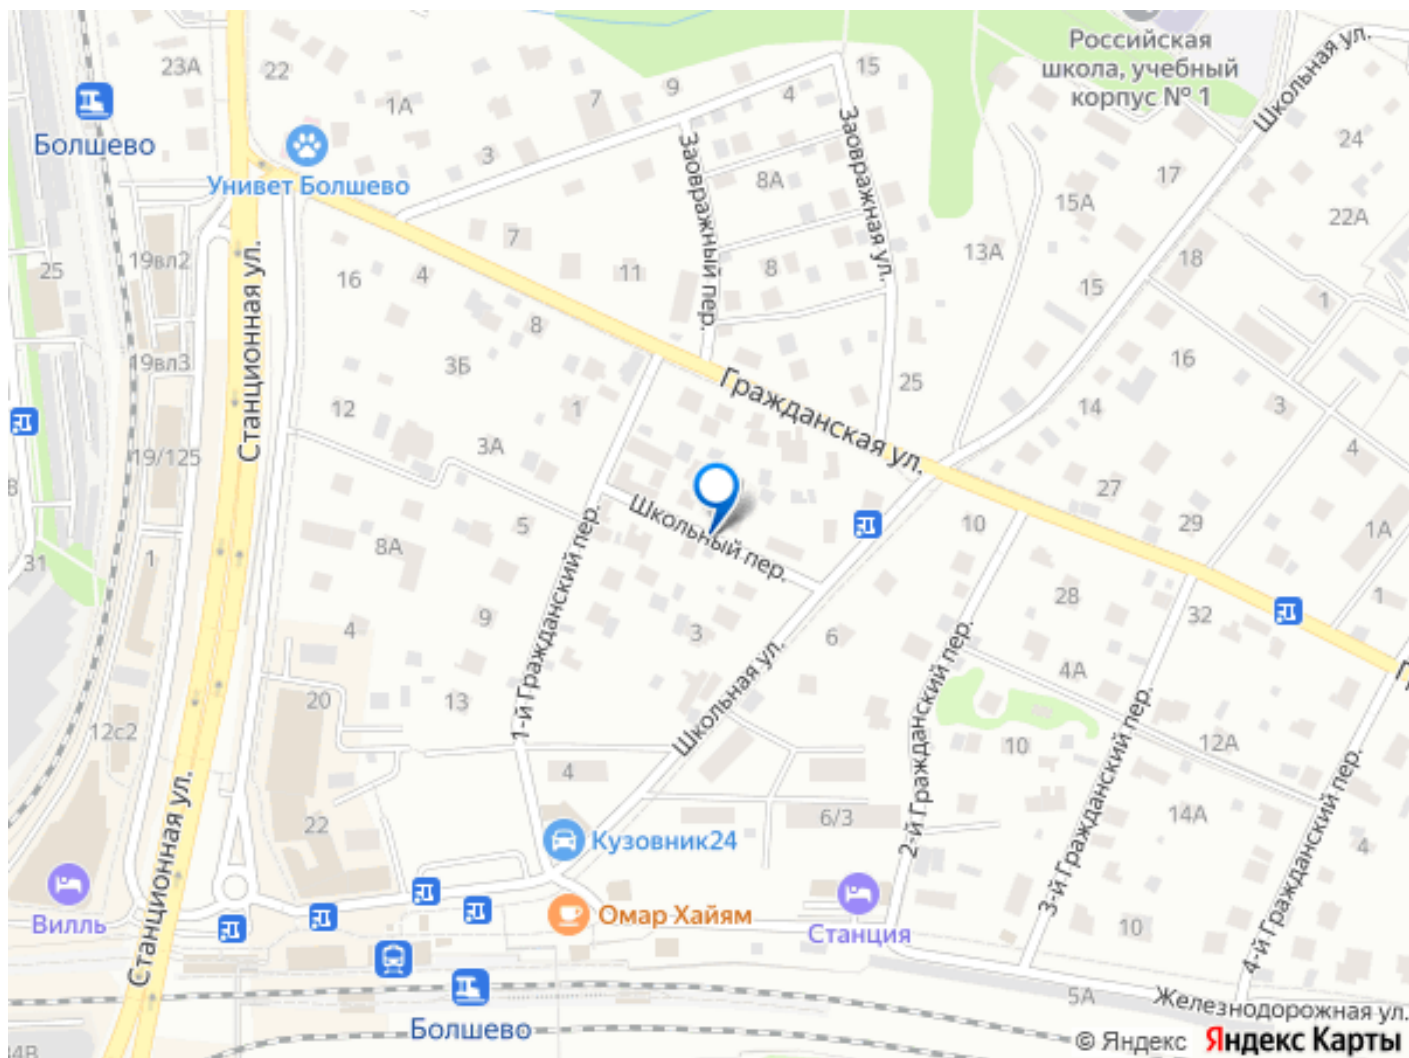 Российская
школа, учебный
корпус № 1
Школьная ул.
23А
22
1А
7
9
4
15
Болшево
Унивет Болшево
3
Заовражный пер.
8А
Заовражная ул.
17
24
15А
22А
25
19вл2
Станционная ул.
16
4
7
11
8
13А
18
15
1
8
19вл3
3Б
12
1
Гражданская ул.
25
16
14
3
4
19/125
3А
27
29
1А
Школьный пер.
10
5
8А
1
31
1-й Гражданский пер.
28
32
1
9
4
3
6
4А
2-й Гражданский пер.
3-й Гражданский пер.
20
13
Школьная ул.
12с2
10
12А
4-й Гражданский пер.
4
6/3
14А
22
4
Станционная ул.
Кузовник24
Вилль
Омар Хайям
Станция
10
5А
Железнодорожная ул.
Болшево
34В
© Яндекс Яндекс Карты